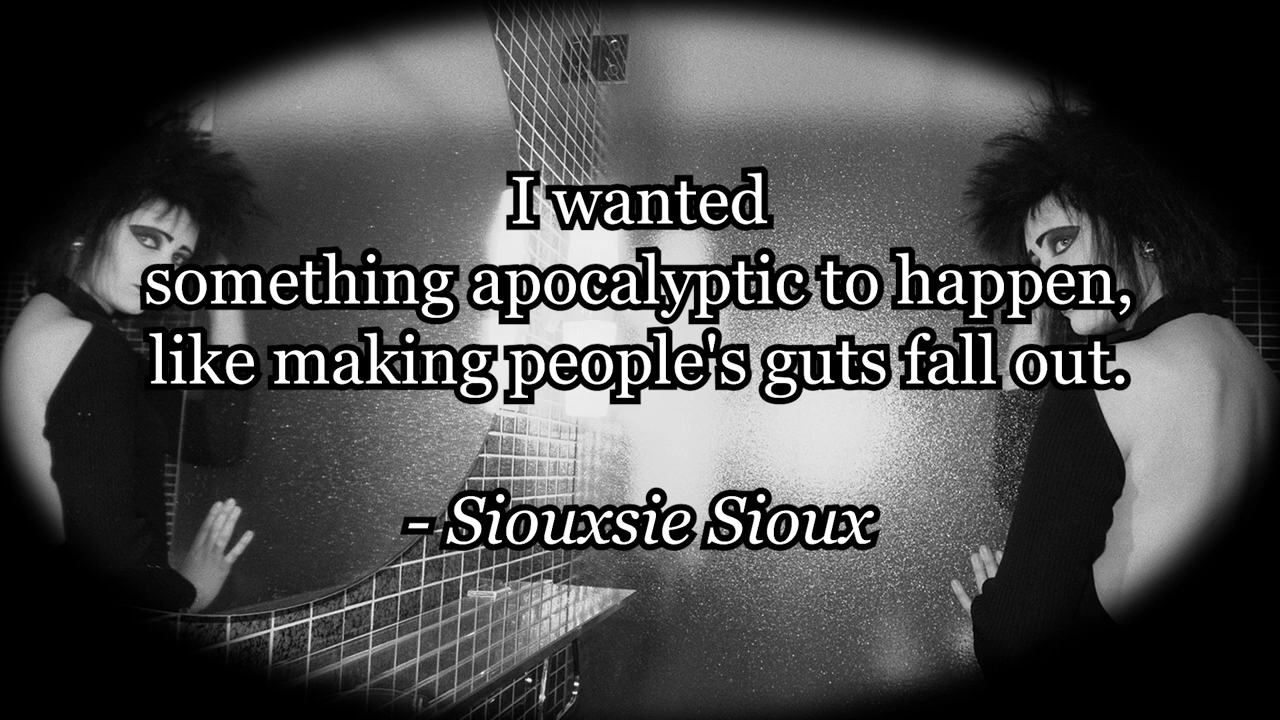 I wanted
something apocalyptic to happen,
like making people's guts fall out.
- Siouxsie Sioux